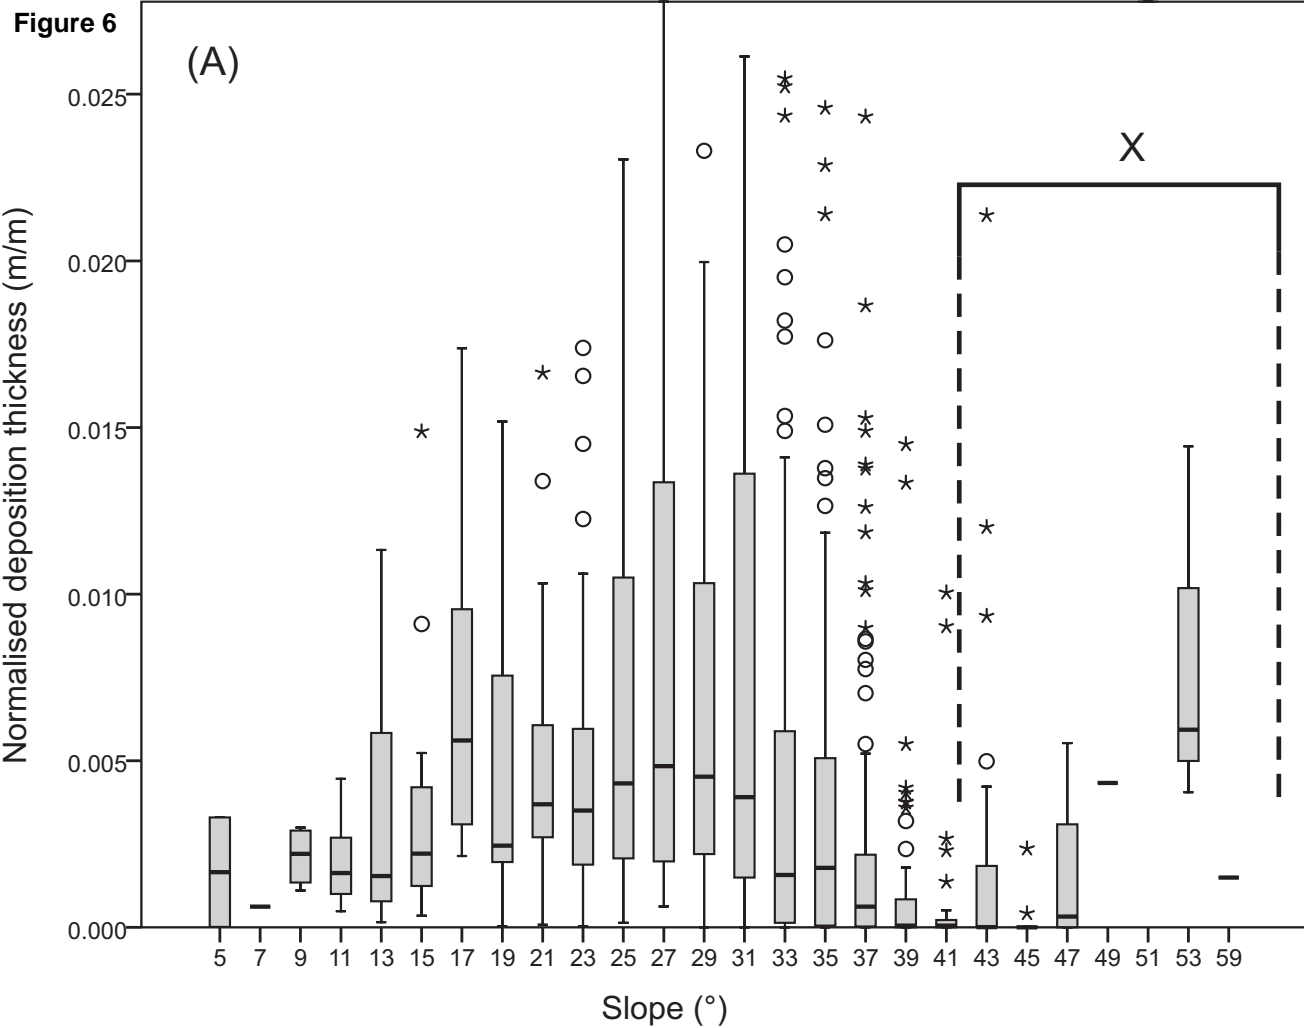 Figure 6
(A)
X
Normalised deposition thickness (m/m)
0.025
0.020
0.015
0.010
0.005
0.000
5 7 9 11 13 15 17 19 21 23 25 27 29 31 33 35 37 39 41 43 45 47 49 51 53 59
Slope (°)